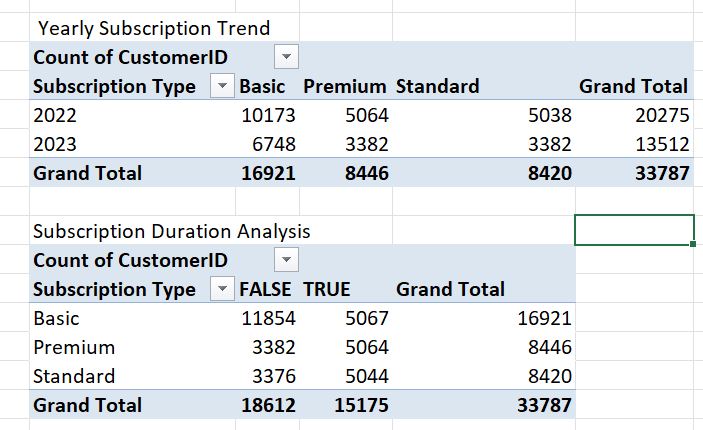 Yearly Subscription Trend
Count of CustomerID
Subscription Type Basic Premium Standard Grand Total
2022 10173 5064 5038 20275
2023 6748 3382 3382 13512
Grand Total 16921 8446 8420 33787
Subscription Duration Analysis
Count of CustomerID
Subscription Type FALSE TRUE Grand Total
Basic 11854 5067 16921
Premium 3382 5064 8446
Standard 3376 5044 8420
Grand Total 18612 15175 33787